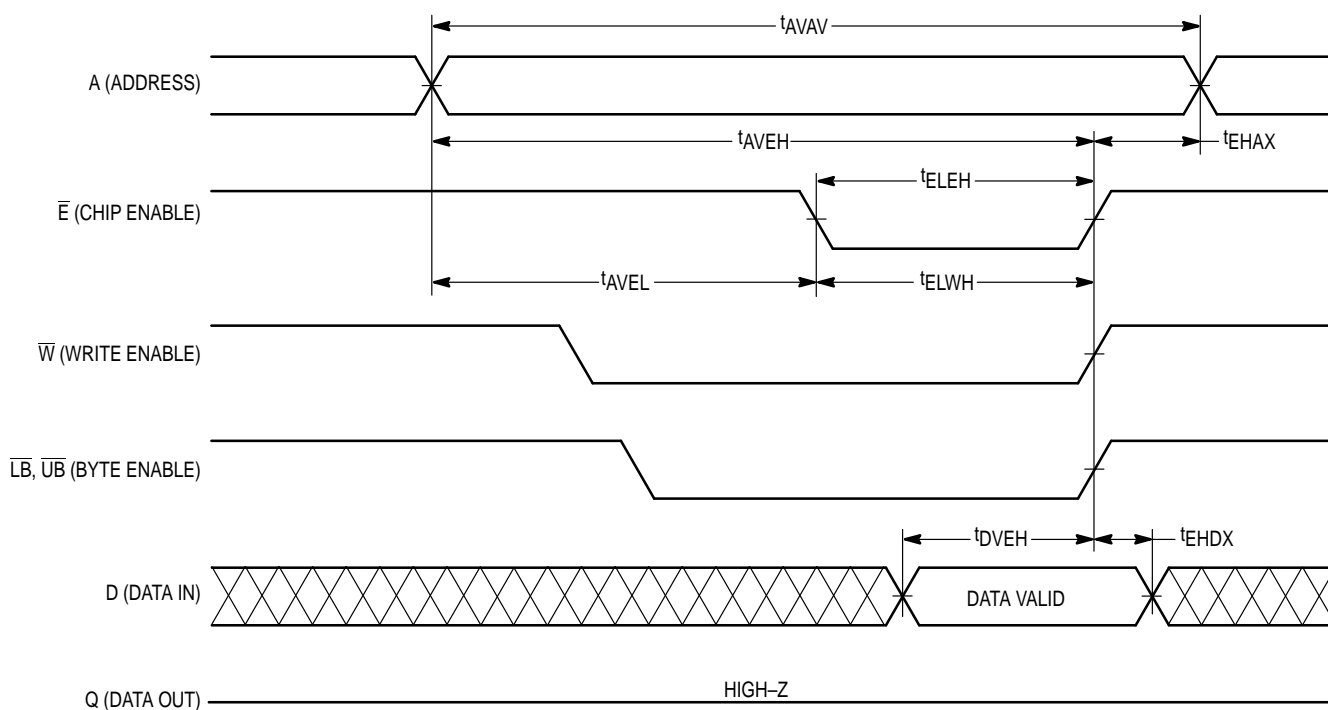 tAVAV
A (ADDRESS)
tAVEH
tEHAX
tELEH
E (CHIP ENABLE)
tAVEL
tELWH
W (WRITE ENABLE)
LB, UB (BYTE ENABLE)
tDVEH
tEHDX
D (DATA IN)
DATA VALID
HIGH–Z
Q (DATA OUT)